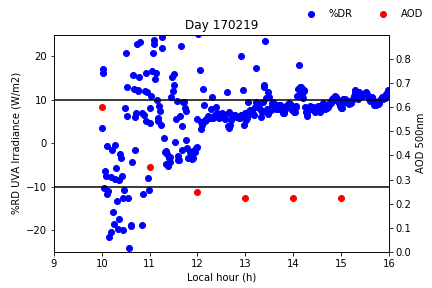 %DR AOD
Day 170219
%RD UVA Irradiance (W/m2)
20
10
0
−10
−20
0.8
0.7
0.6
0.5
0.4
0.3
0.2
0.1
0.0
AOD 500nm
9 10 11 12 13 14 15 16
Local hour (h)